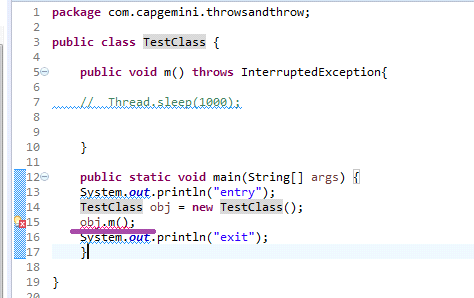 1 package com.capgemini.throwsandthrow;
2
3 public class TestClass {
4
5 public void m() throws InterruptedException{
6
7 // Thread.sleep(1000);
8
9
10 }
11
12 public static void main(String[] args) {
13 System.out.println("entry");
14 TestClass obj = new TestClass();
15 obj.m();
16 System.out.println("exit");
17 }
18
19 }
20